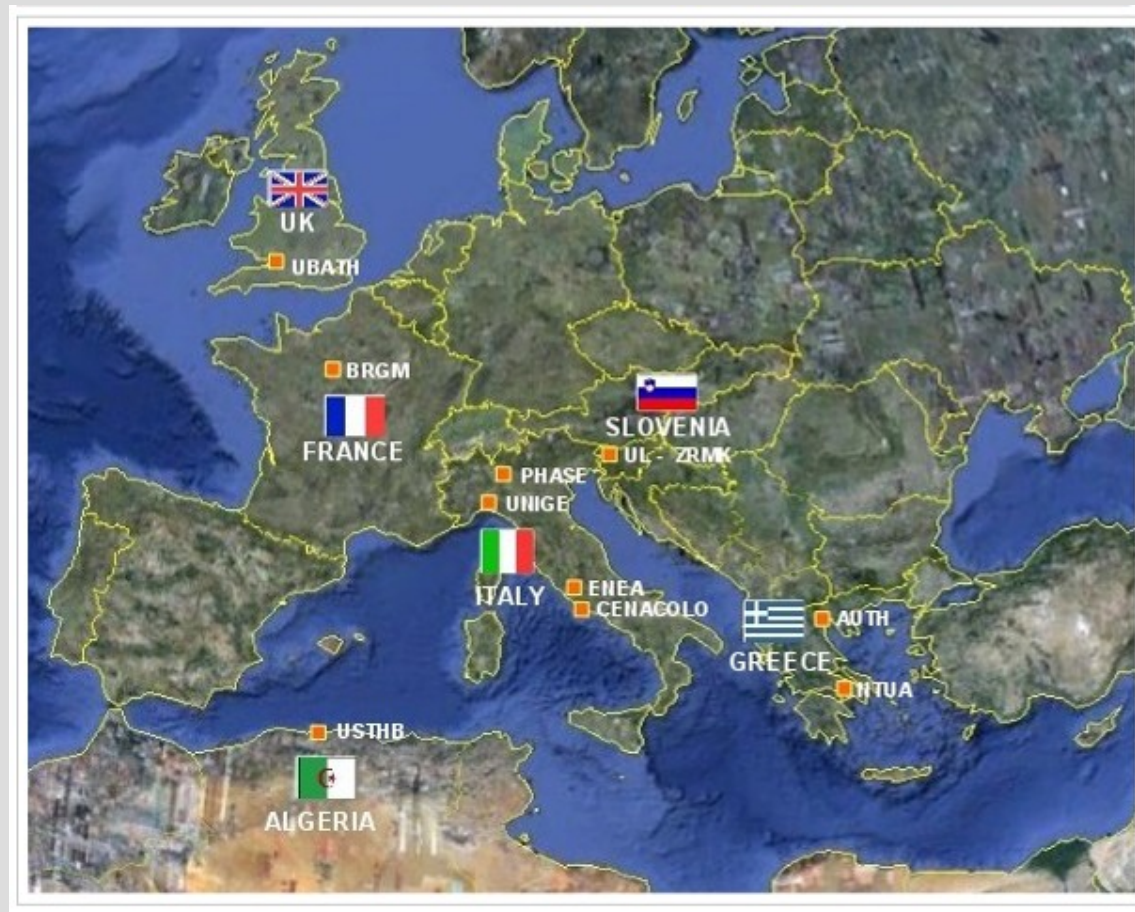 UK
UBATH
BRGM
FRANCE
SLOVENIA
UL - ZRMK
PHASE
UNIGE
ITALY
ENEA
CENACOLO
AUTH
GREECE
NTUA
USTHB
ALGERIA